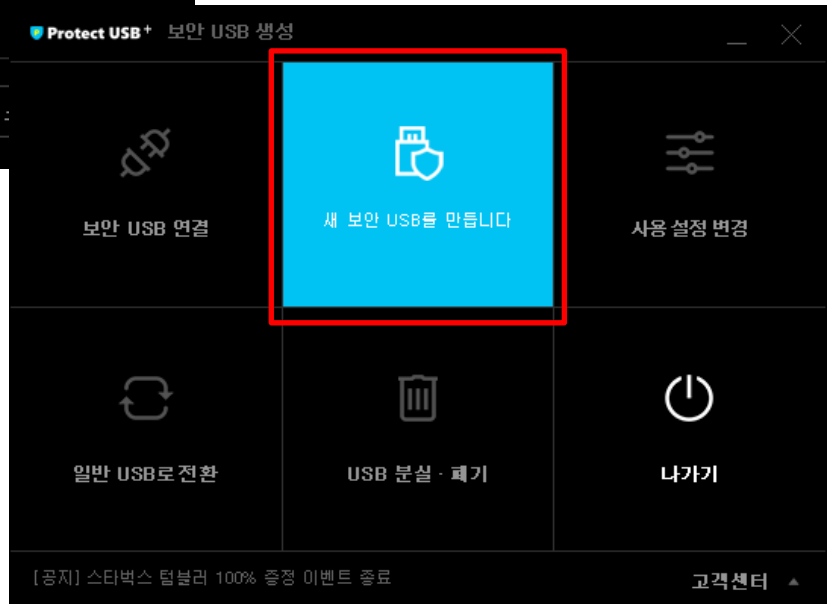 Protect USB+ 보안 USB 생성
보안 USB 연결
새 보안 USB를 만듭니다
사용 설정 변경
일반 USB로 전환
USB 분실 · 폐기
나가기
[공지] 스타벅스 텀블러 100% 증정 이벤트 종료
고객센터 ▲